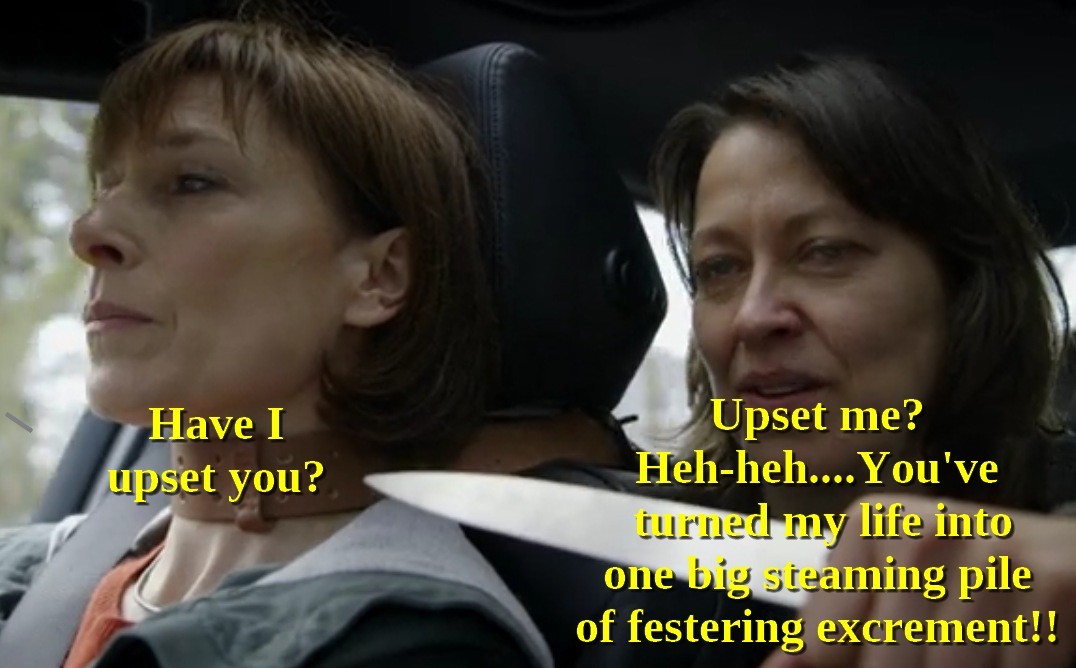 Have I
upset you?
Upset me?
Heh-heh....You've
turned my life into
one big steaming pile
of festering excrement!!